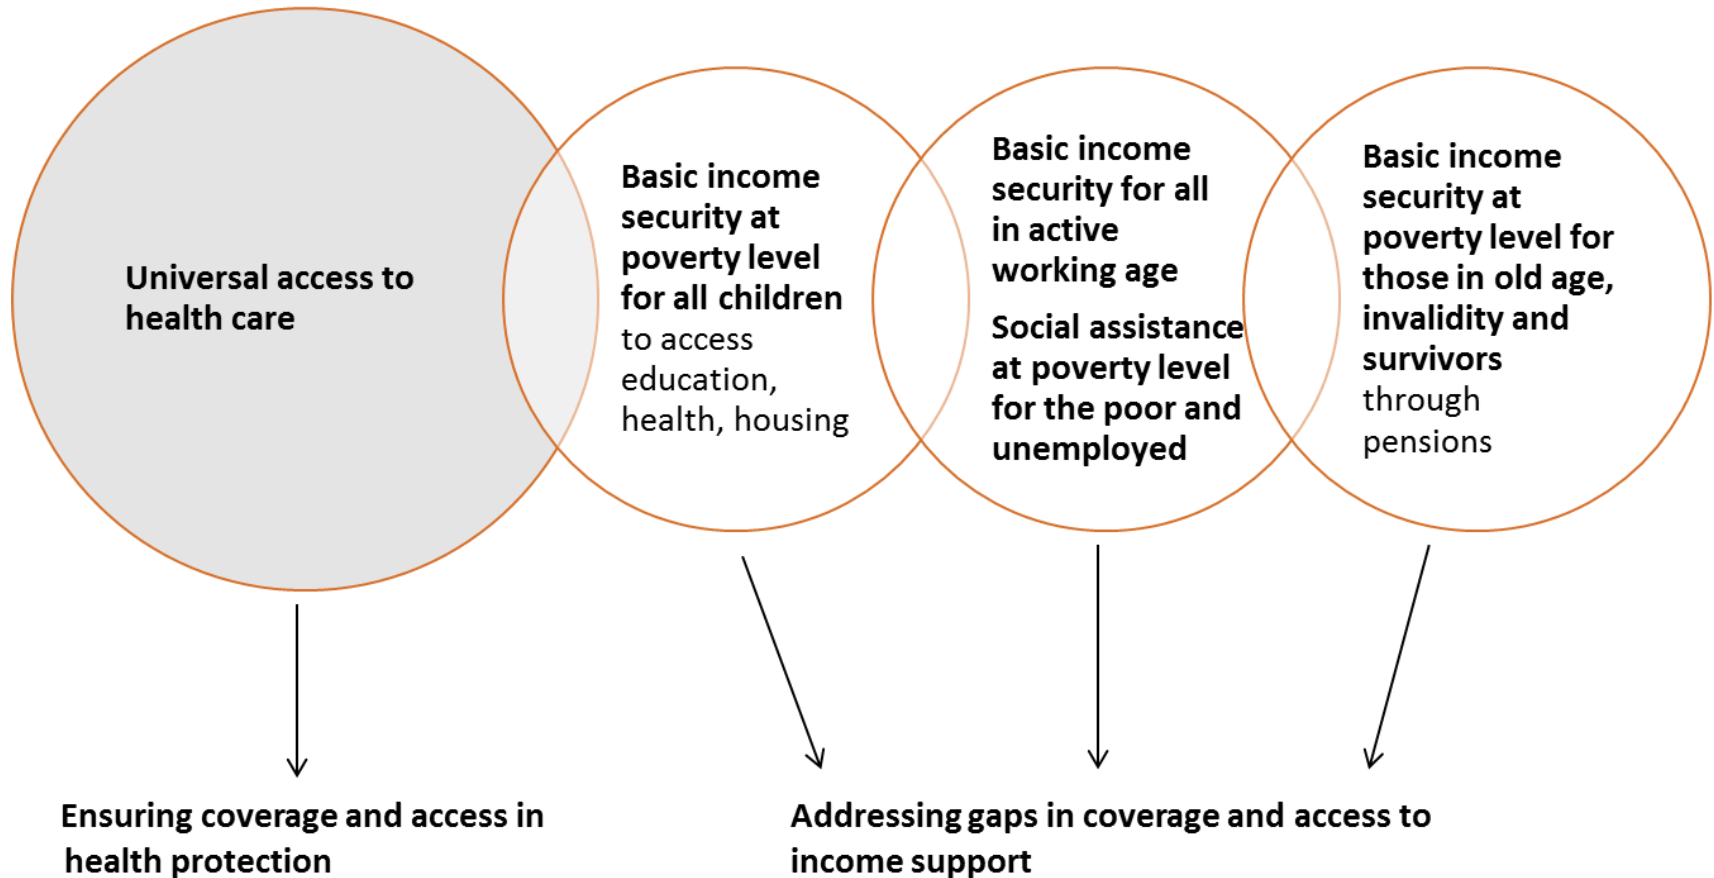 Universal access to
health care
Basic income
security at
poverty level
for all children
to access
education,
health, housing
Basic income
security for all
in active
working age
Social assistance
at poverty level
for the poor and
unemployed
Basic income
security at
poverty level for
those in old age,
invalidity and
survivors
through
pensions
Ensuring coverage and access in
health protection
Addressing gaps in coverage and access to
income support